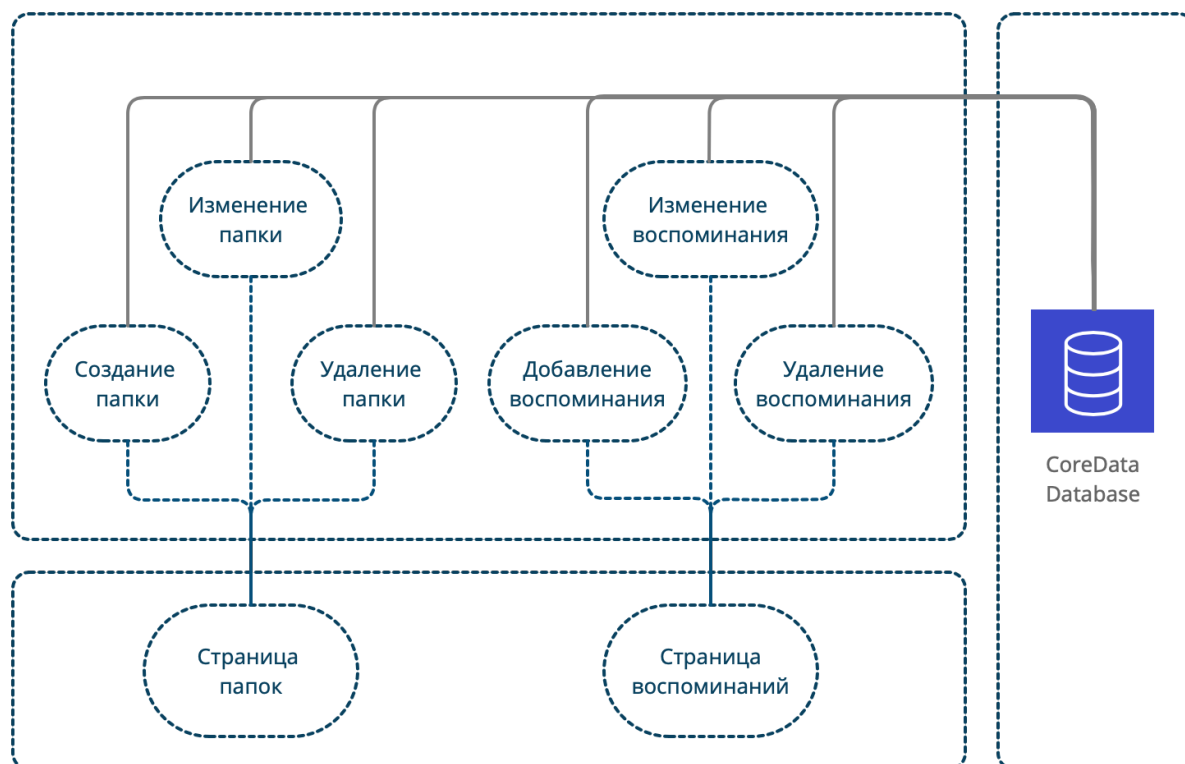 Изменение
папки
Изменение
воспоминания
Создание
папки
Удаление
папки
Добавление
воспоминания
Удаление
воспоминания
CoreData
Database
Страница
папок
Страница
воспоминаний